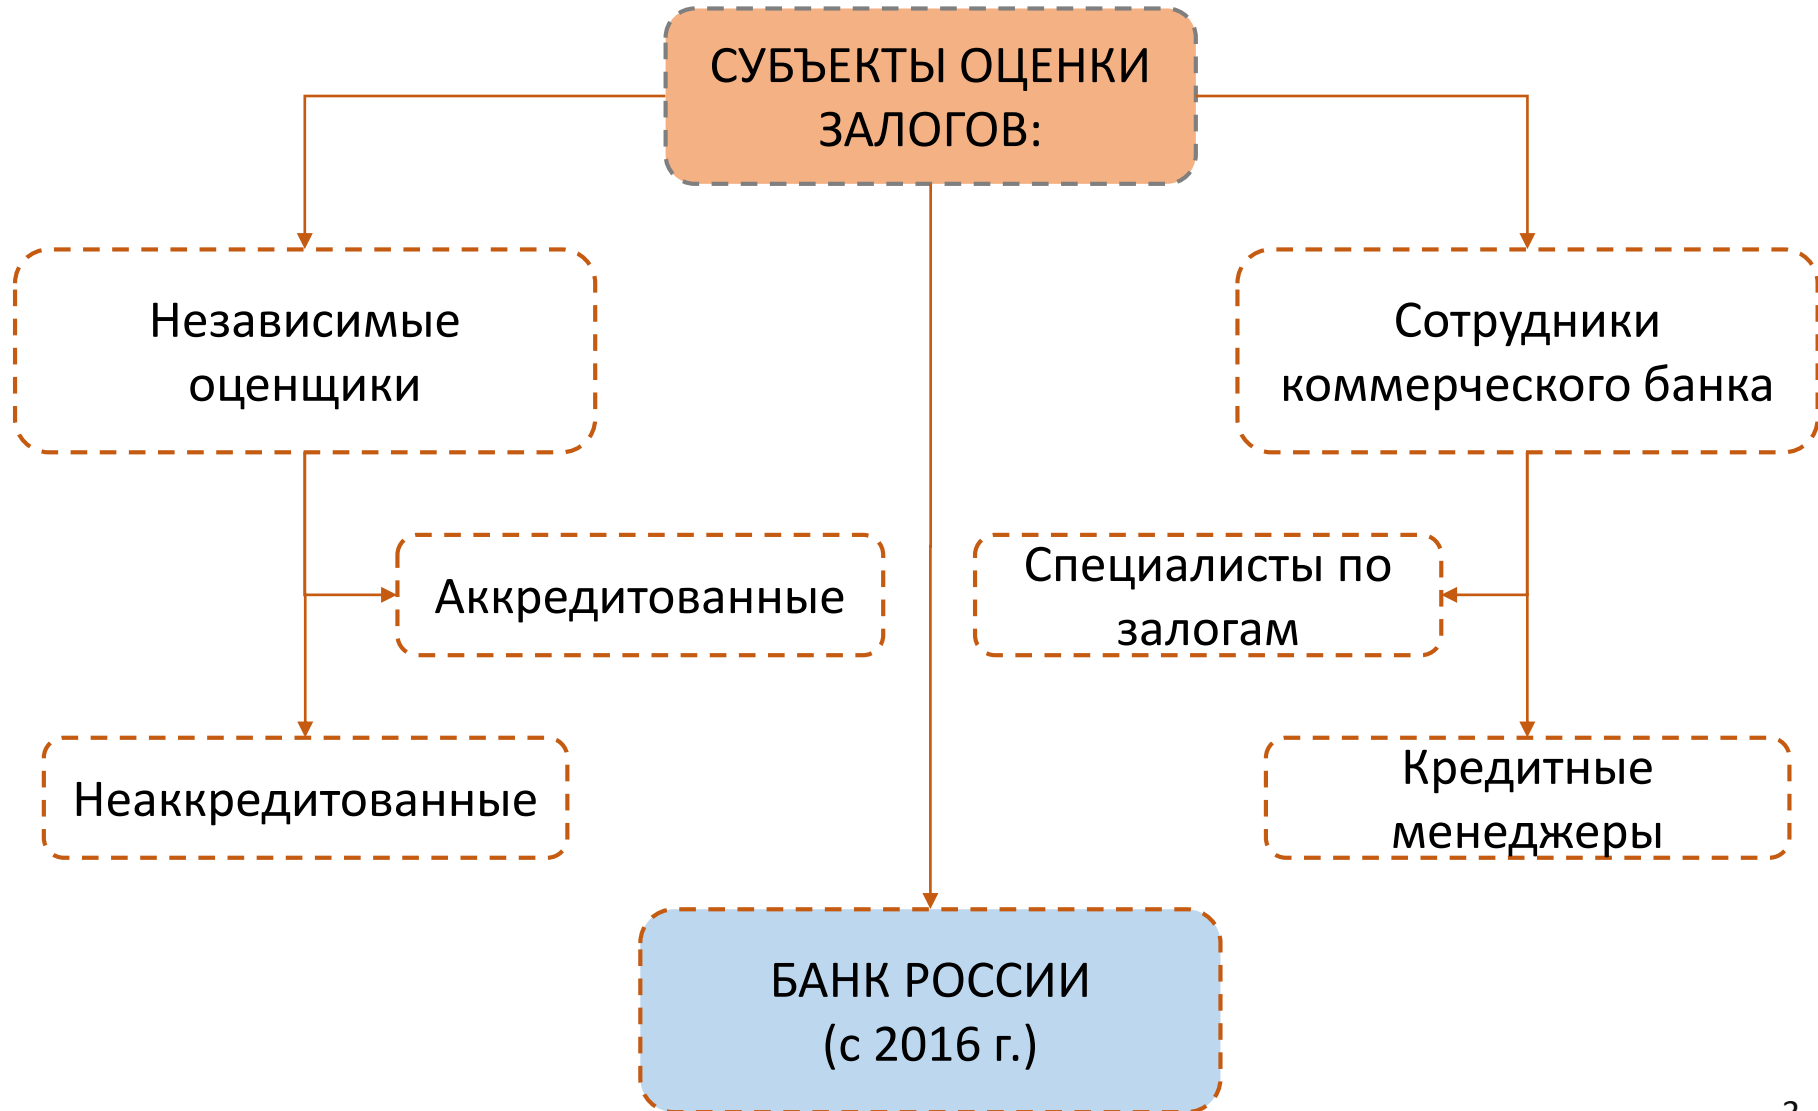 СУБЪЕКТЫ ОЦЕНКИ
ЗАЛОГОВ:
Независимые
оценщики
Сотрудники
коммерческого банка
Аккредитованные
Специалисты по
залогам
Неаккредитованные
Кредитные
менеджеры
БАНК РОССИИ
(с 2016 г.)